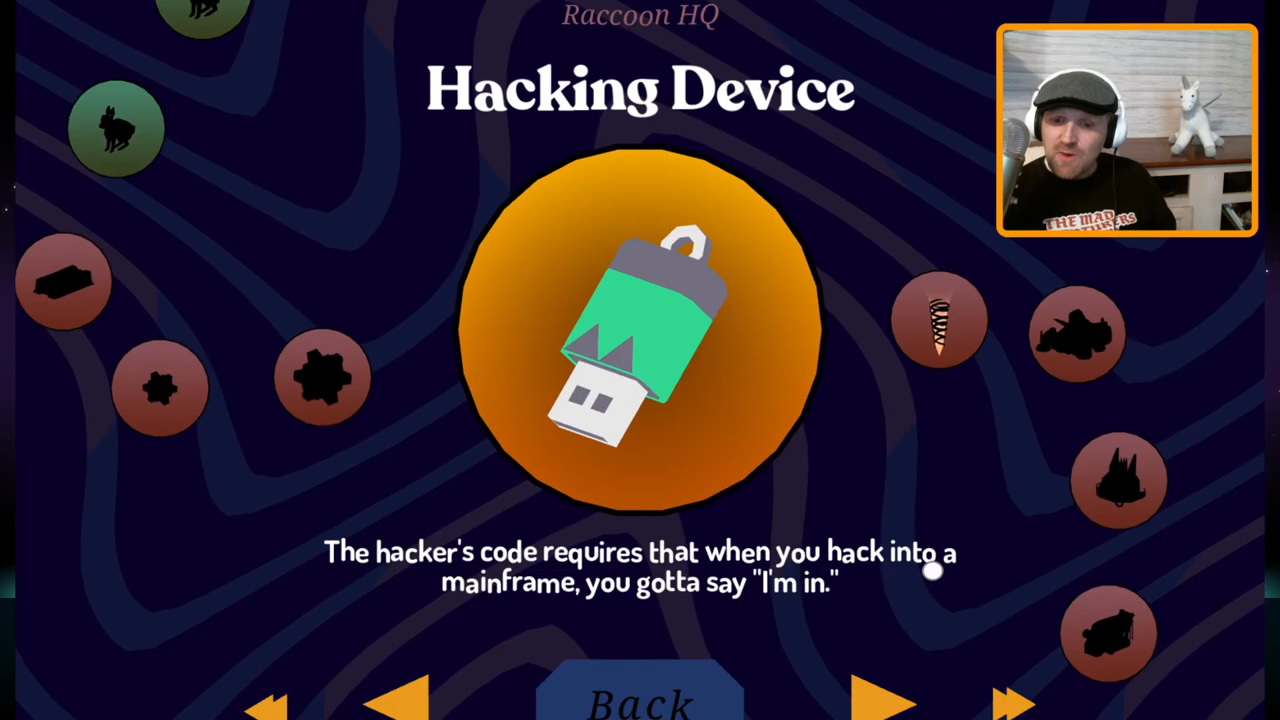 Raccoon HQ
Hacking Device
THE MAD
The hacker's code requires that when you hack into a
mainframe, you gotta say "I'm in."
Back